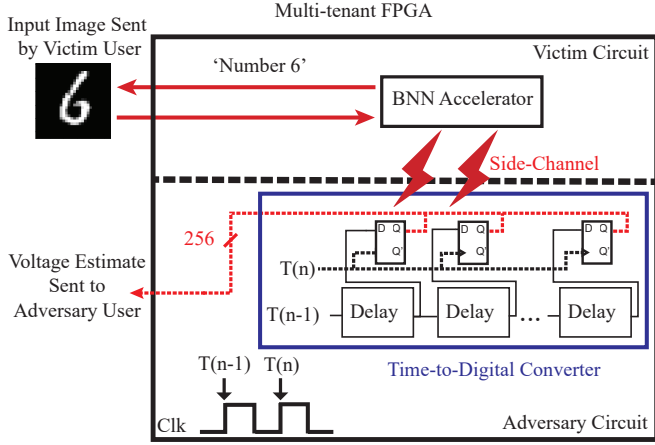 Multi-tenant FPGA
Input Image Sent
by Victim User
Victim Circuit
'Number 6'
BNN Accelerator
6
Side-Channel
256
D Q
Q'
D Q
Q'
D Q
Q'
T(n)
Voltage Estimate
Sent to
Adversary User
T(n-1)
Delay
Delay
...
Delay
T(n-1)
T(n)
Time-to-Digital Converter
Clk
Adversary Circuit